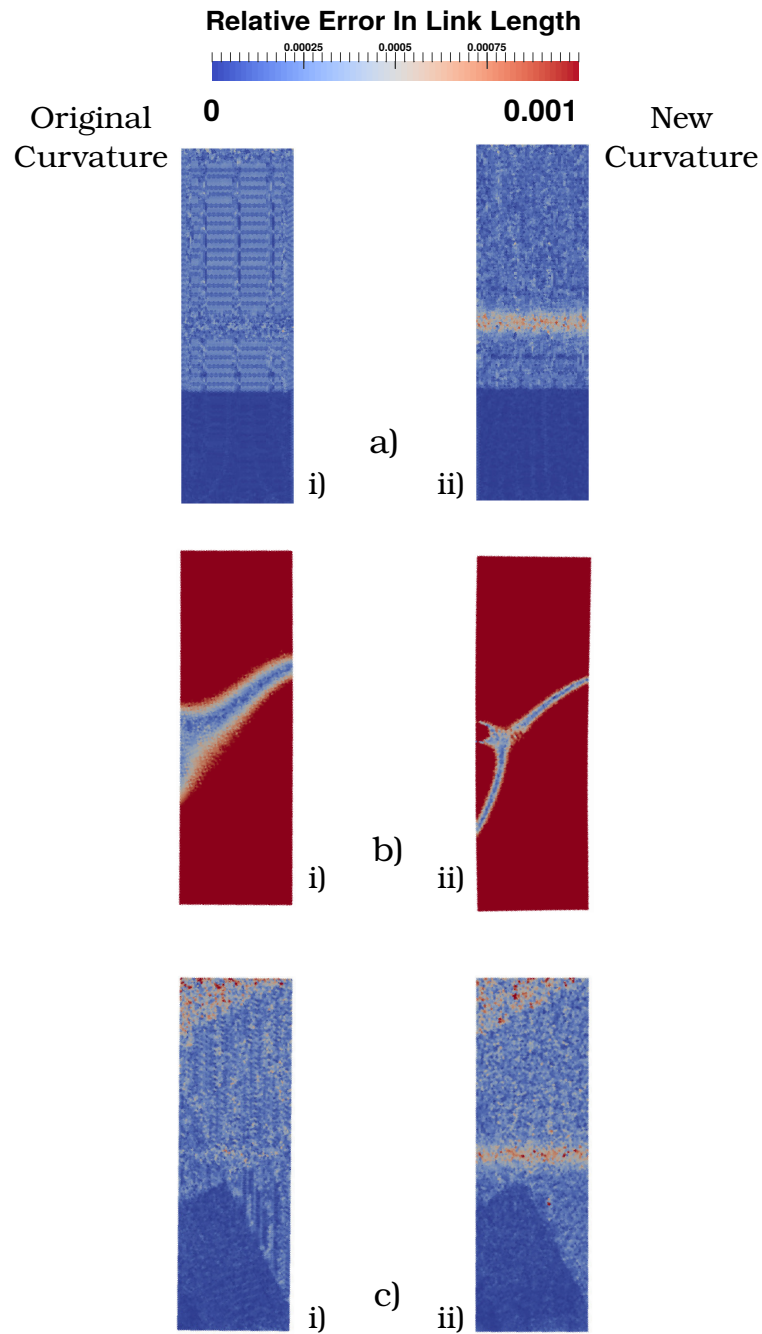 Relative Error In Link Length
0.00025 0.0005 0.00075
0 0.001
Original
Curvature
New
Curvature
a)
i) ii)
b)
i) ii)
c)
i) ii)